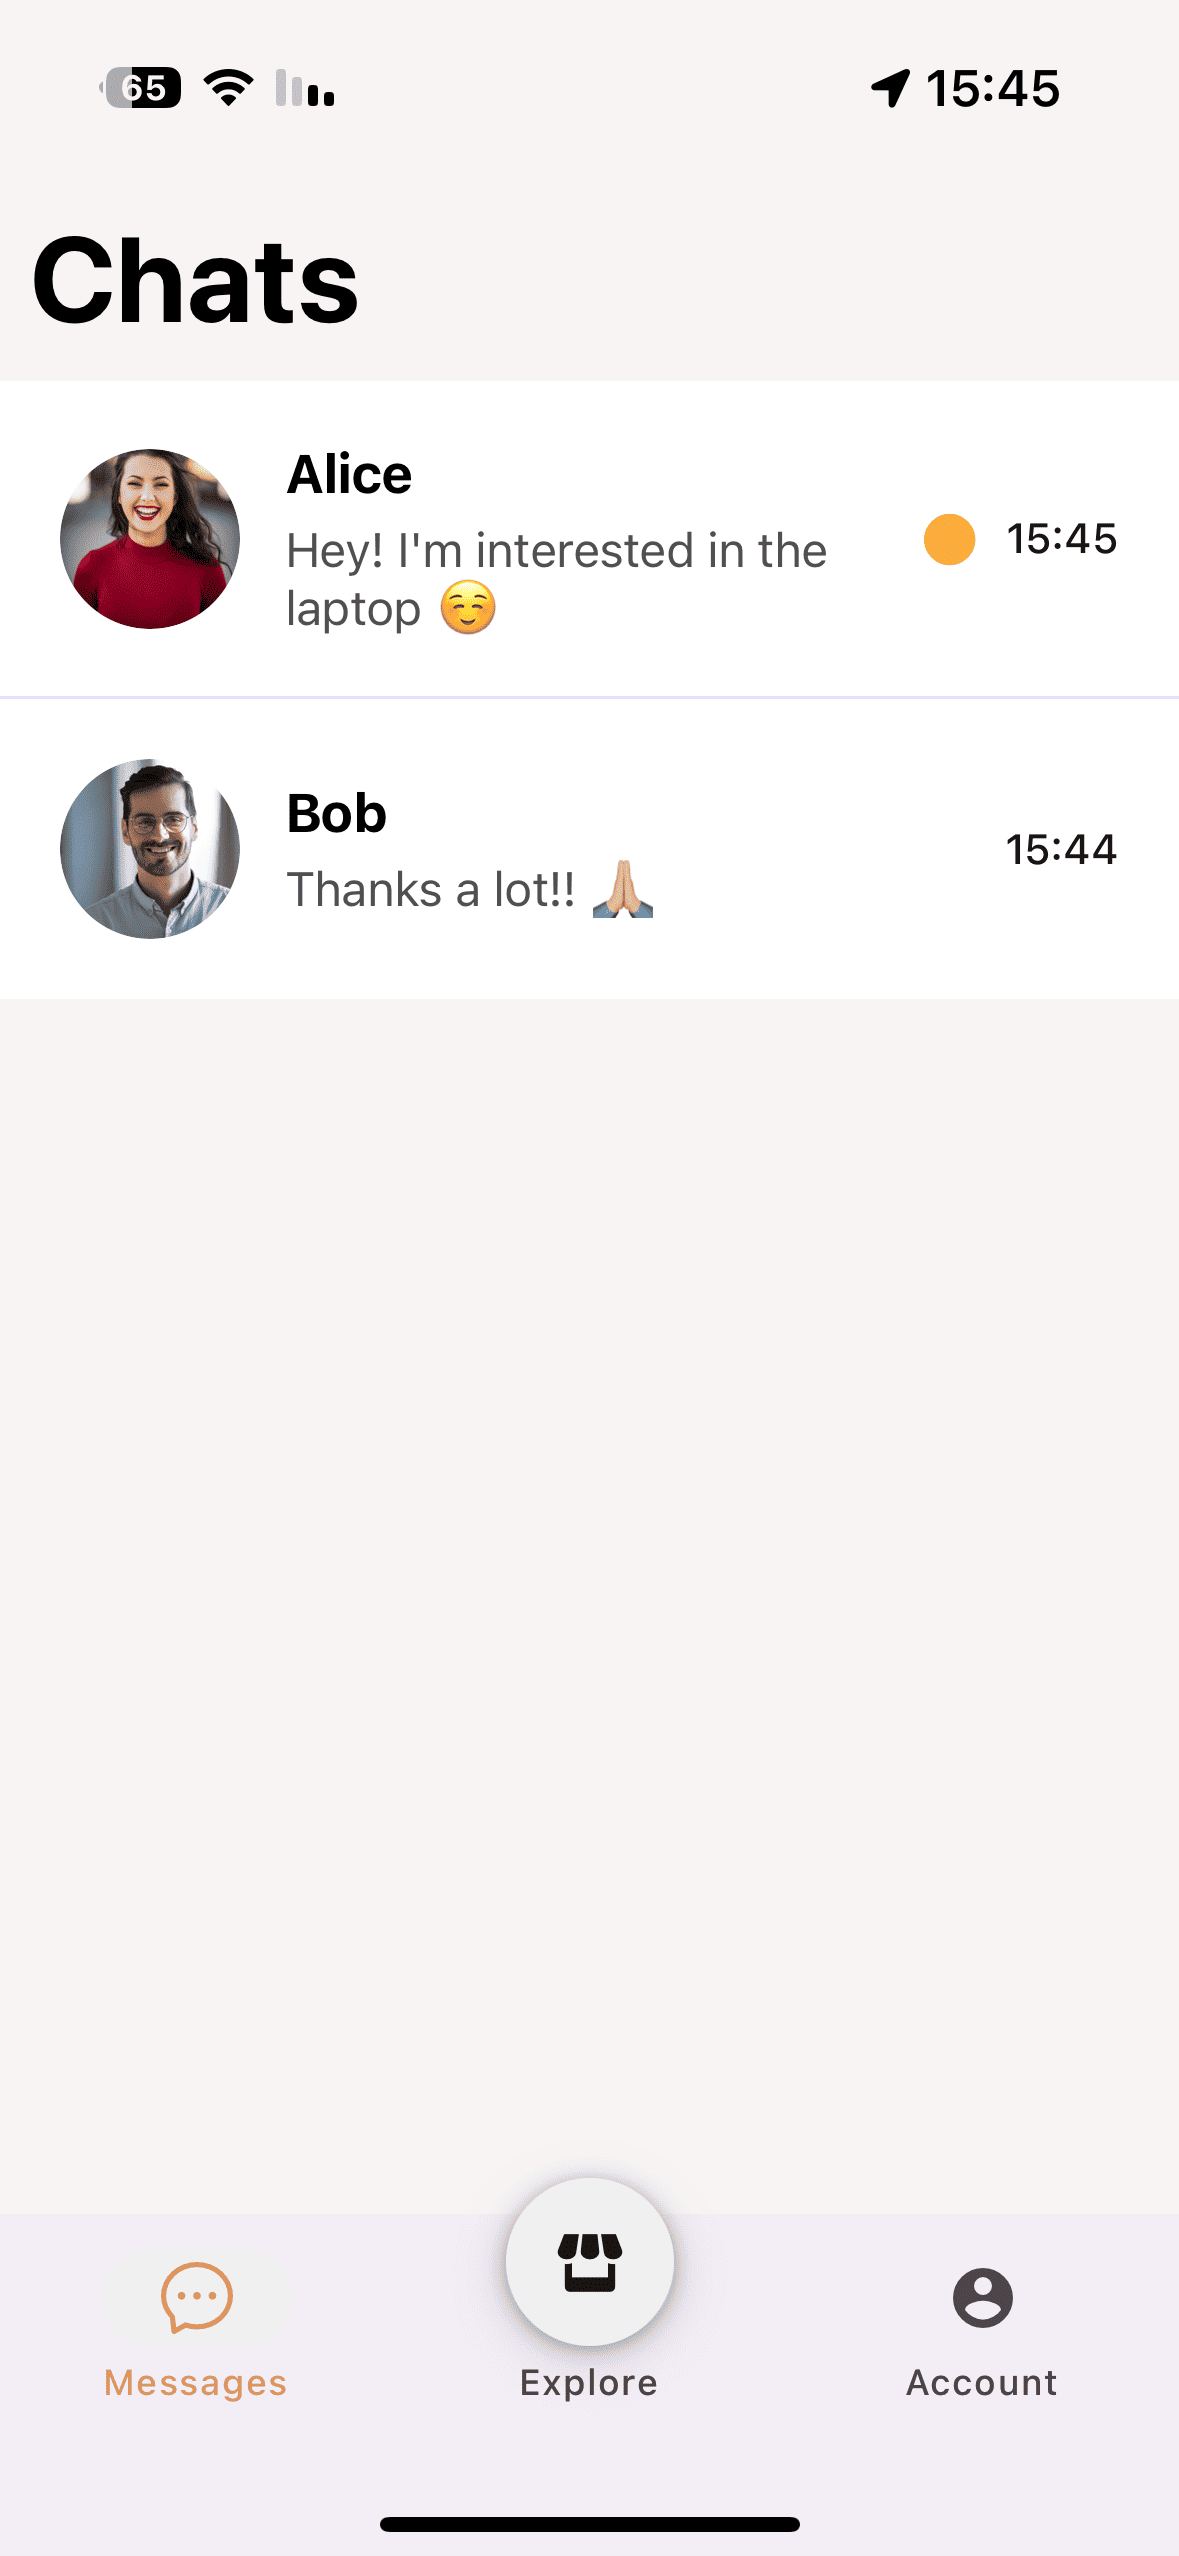 65 15:45
Chats
Alice
Hey! I'm interested in the
laptop ☺️
15:45
Bob
Thanks a lot!! 🙏🏼
15:44
Messages
Explore
Account